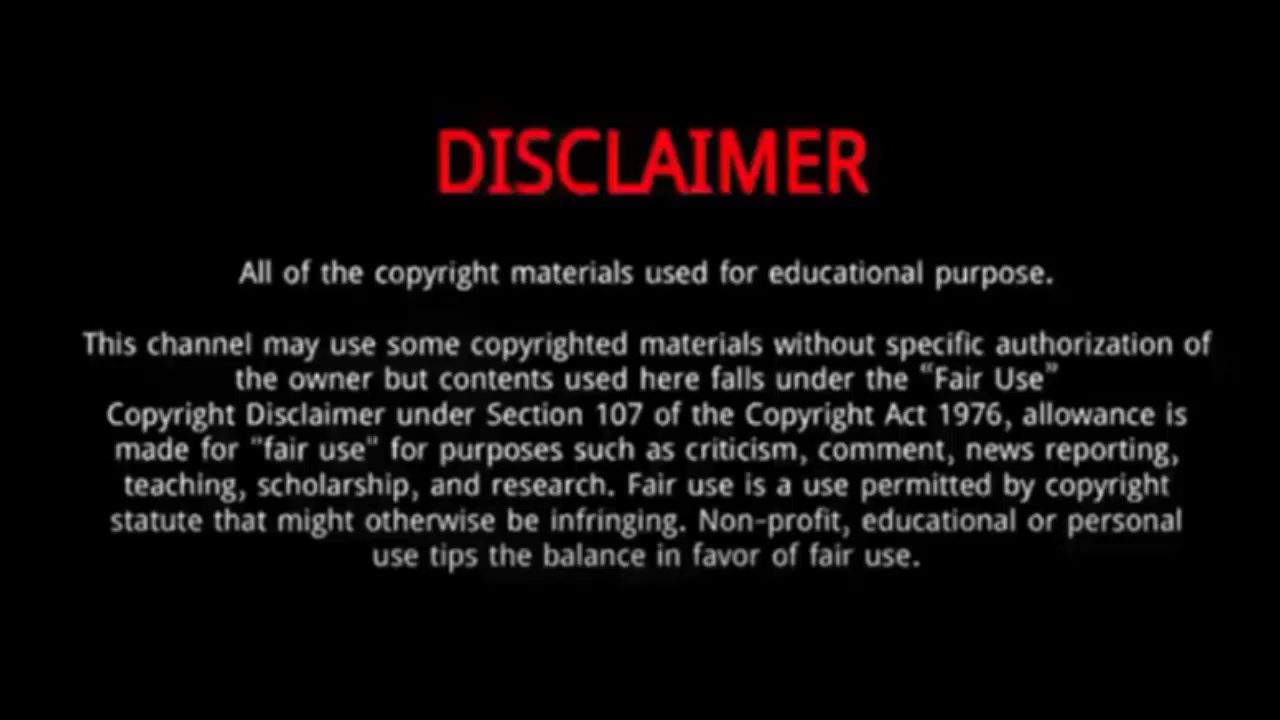 DISCLAIMER
All of the copyright materials used for educational purpose.
This channel may use some copyrighted materials without specific authorization of
the owner but contents used here falls under the “Fair Use”
Copyright Disclaimer under Section 107 of the Copyright Act 1976, allowance is
made for "fair use" for purposes such as criticism, comment, news reporting,
teaching, scholarship, and research. Fair use is a use permitted by copyright
statute that might otherwise be infringing. Non-profit, educational or personal
use tips the balance in favor of fair use.